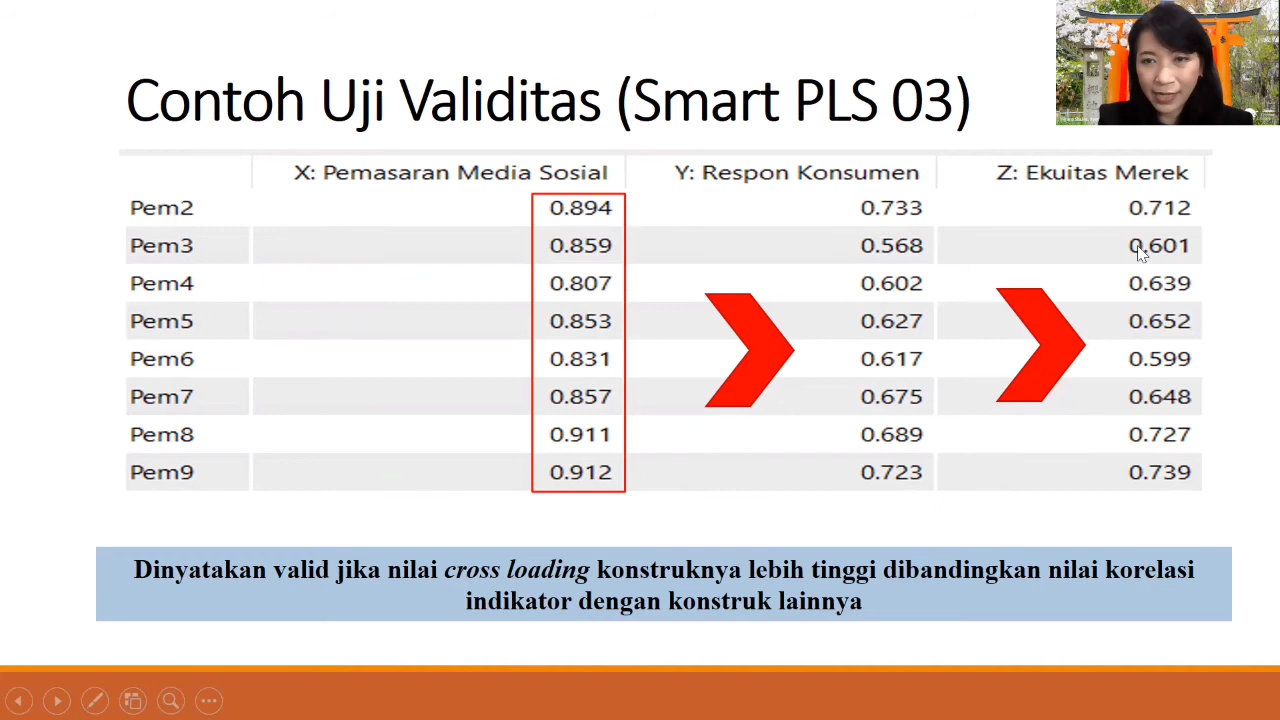 Contoh Uji Validitas (Smart PLS 03)
X: Pemasaran Media Sosial Y: Respon Konsumen Z: Ekuitas Merek
Pem2 0.894 0.733 0.712
Pem3 0.859 0.568 0.601
Pem4 0.807 0.602 0.639
Pem5 0.853 0.627 0.652
Pem6 0.831 0.617 0.599
Pem7 0.857 0.675 0.648
Pem8 0.911 0.689 0.727
Pem9 0.912 0.723 0.739
Dinyatakan valid jika nilai cross loading konstruknya lebih tinggi dibandingkan nilai korelasi
indikator dengan konstruk lainnya